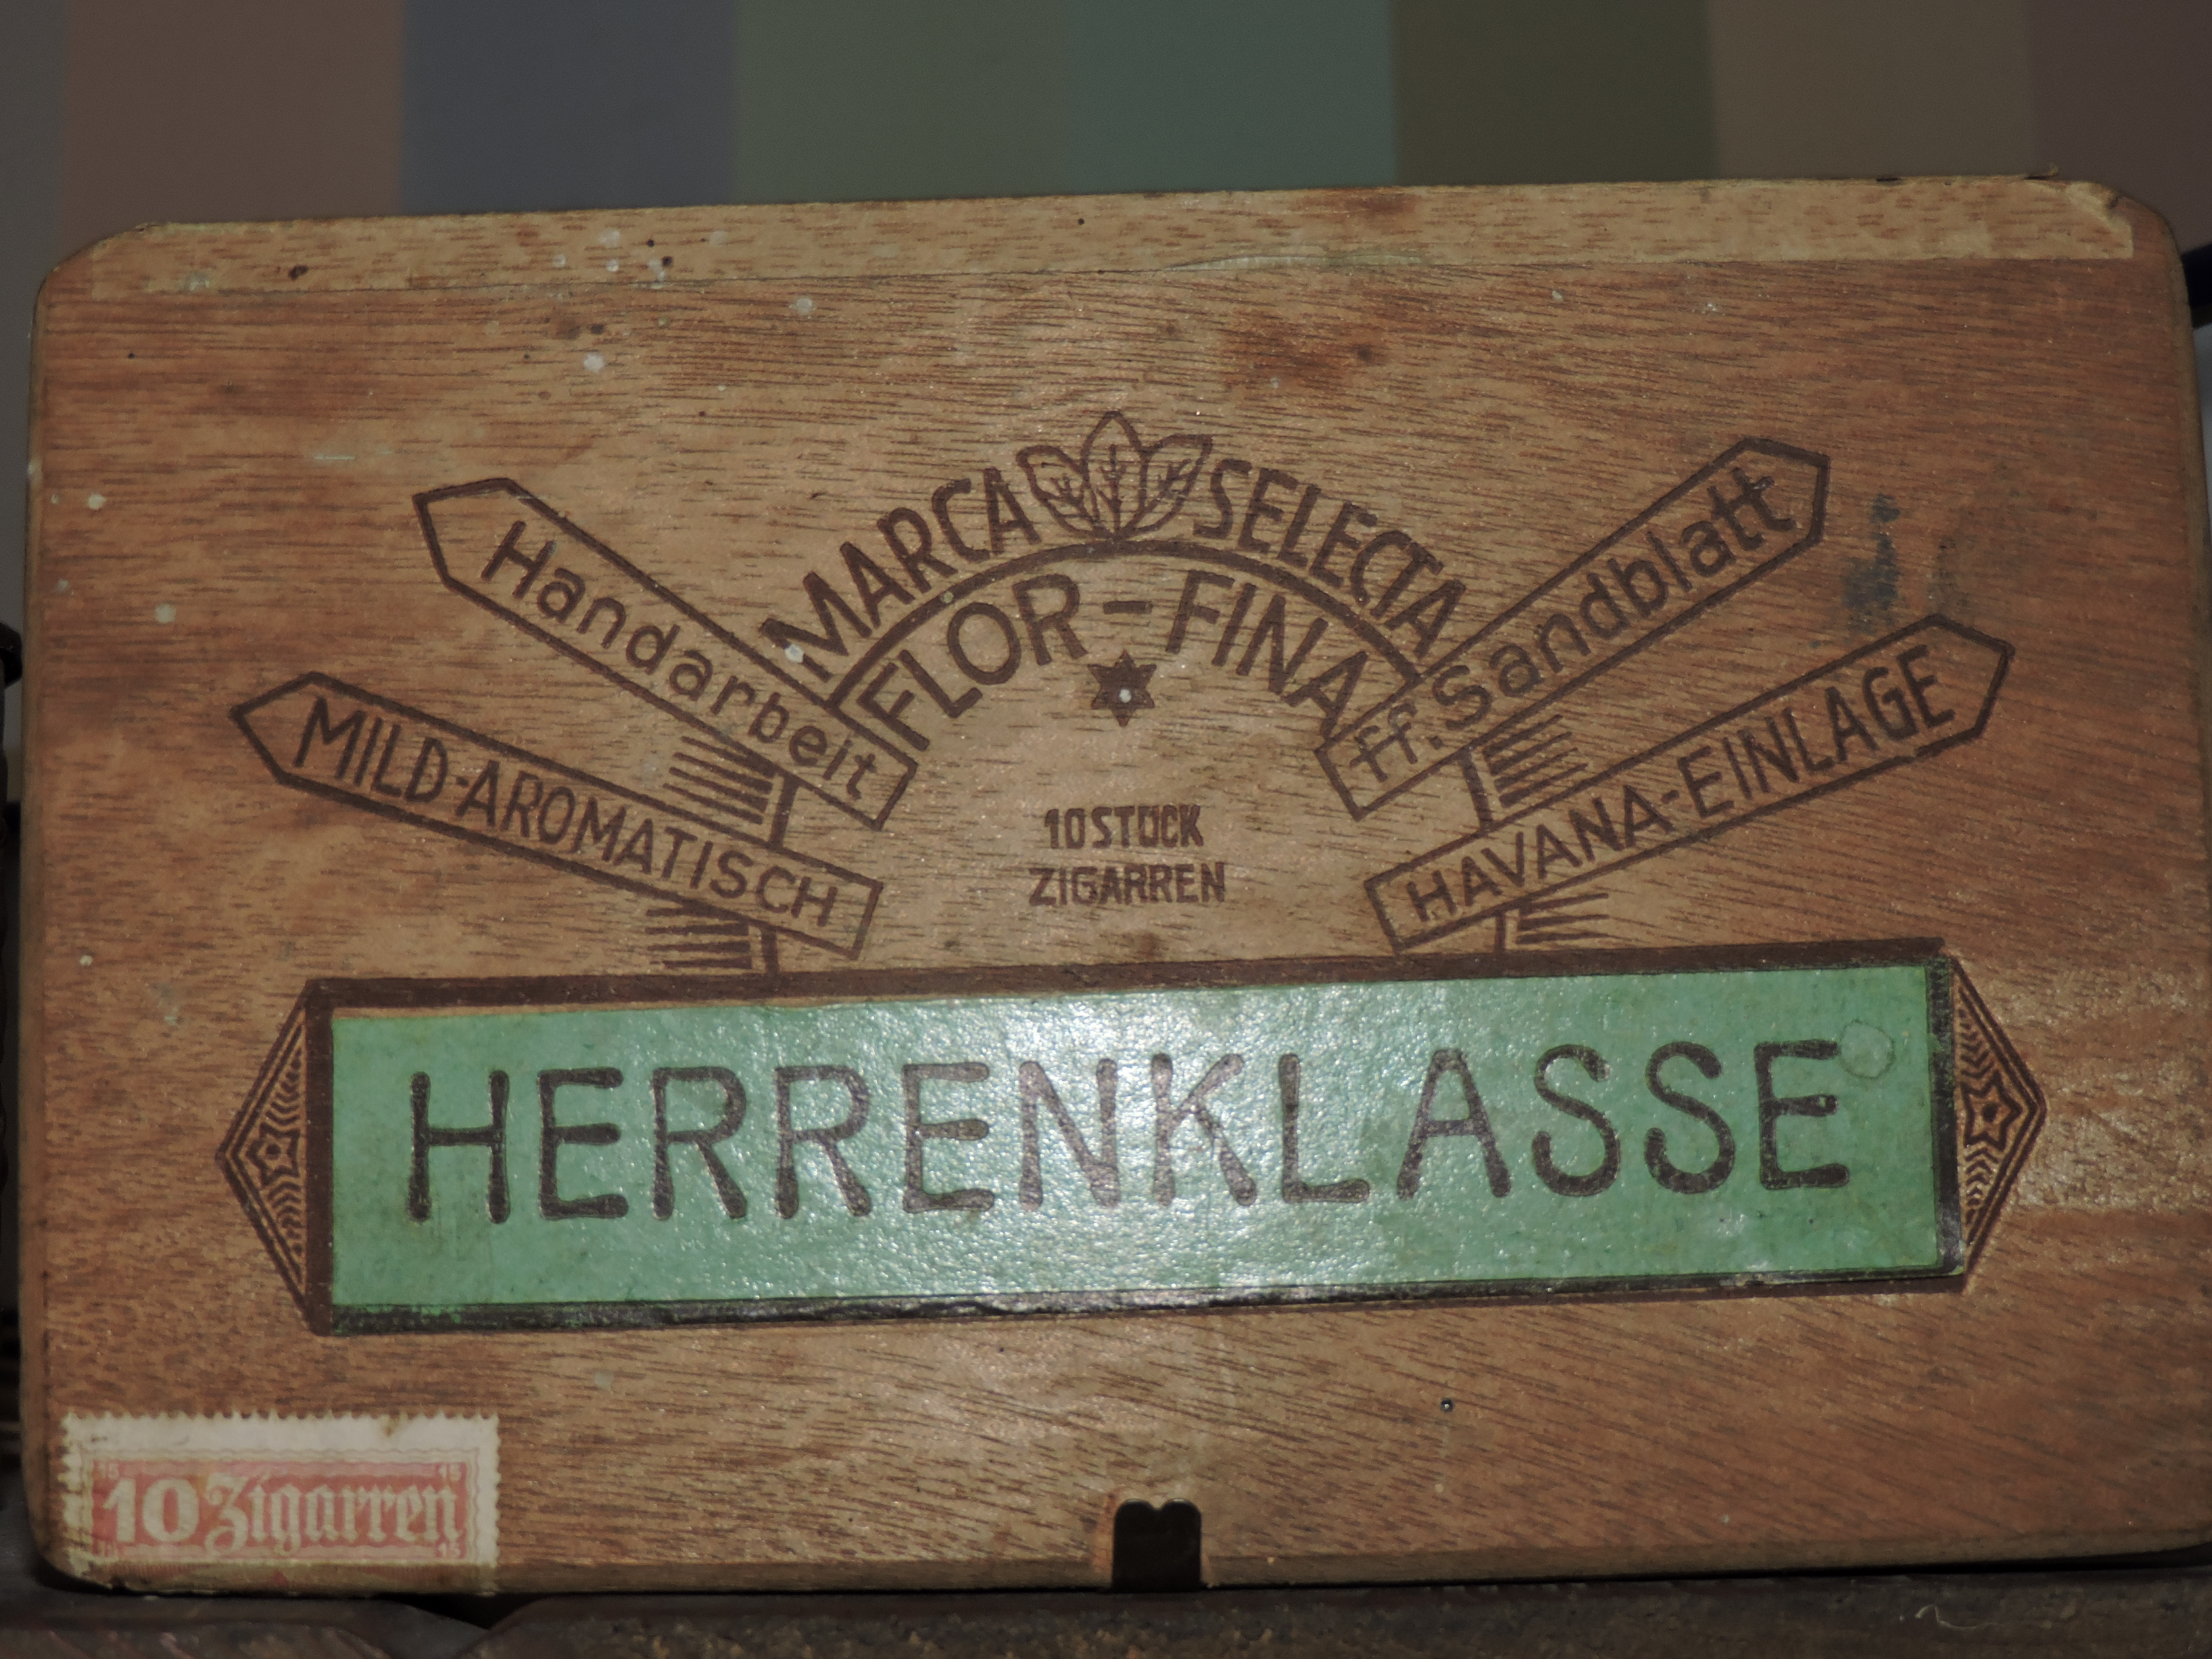 MARCA SELECTA
FLOR-FINA
Handarbeit
ff. Sandblatt
MILD-AROMATISCH
HAVANA-EINLAGE
10 STÜCK
ZIGARREN
HERRENKLASSE
10 Zigarren